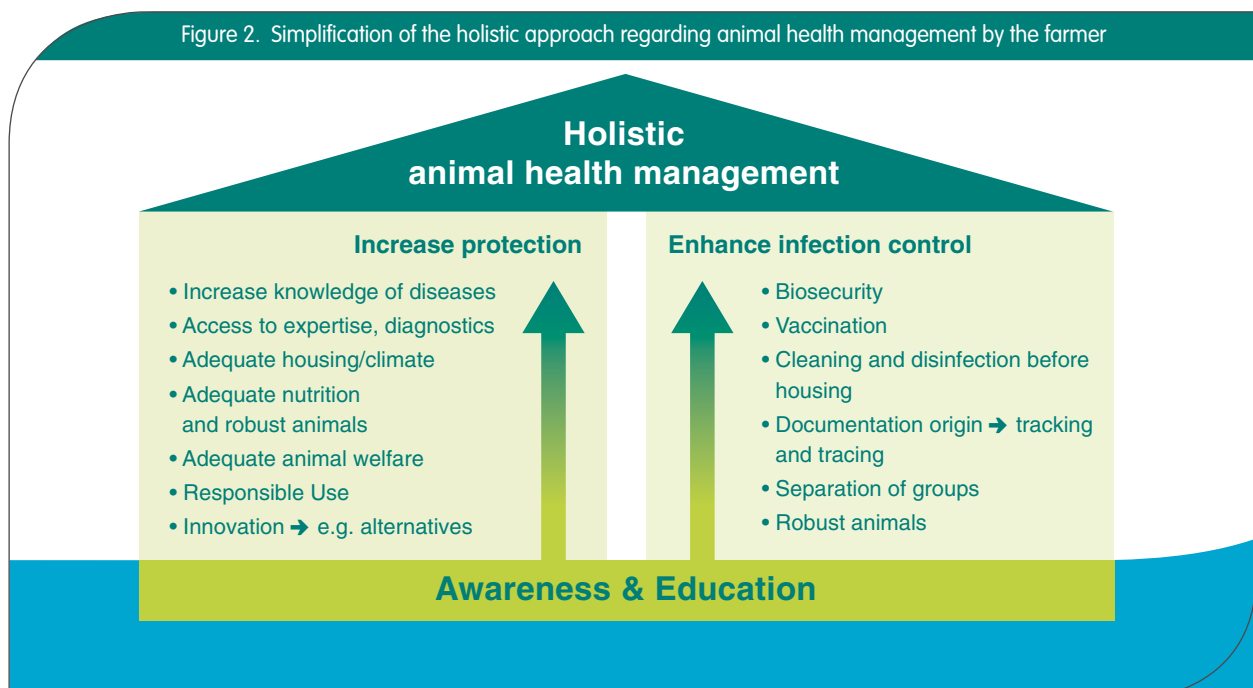 Figure 2. Simplification of the holistic approach regarding animal health management by the farmer
Holistic
animal health management
Increase protection
• Increase knowledge of diseases
• Access to expertise, diagnostics
• Adequate housing/climate
• Adequate nutrition
and robust animals
• Adequate animal welfare
• Responsible Use
• Innovation ➔ e.g. alternatives
Enhance infection control
• Biosecurity
• Vaccination
• Cleaning and disinfection before
housing
• Documentation origin ➔ tracking
and tracing
• Separation of groups
• Robust animals
Awareness & Education